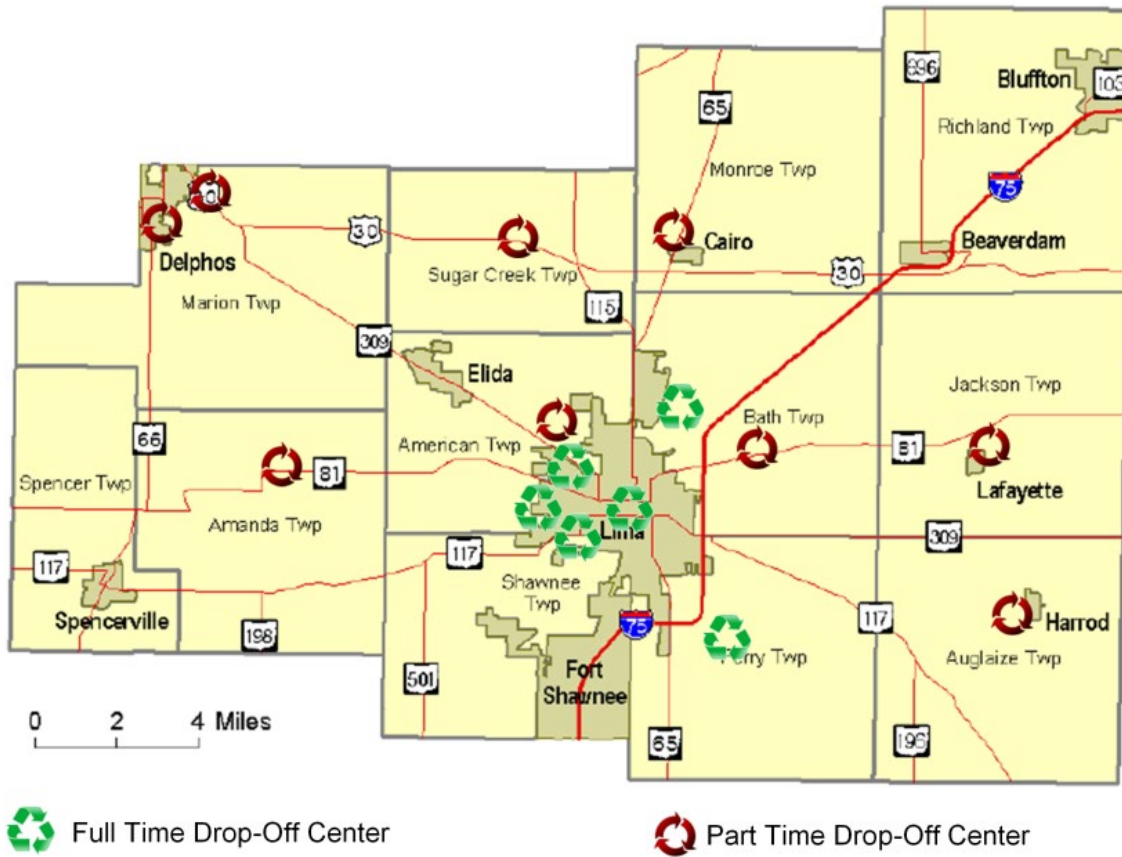 696
Bluffton
103
65
Richland Twp
Monroe Twp
75
30
Delphos
Cairo
Beaverdam
Sugar Creek Twp
30
Marion Twp
115
309
Elida
Jackson Twp
Bath Twp
66
American Twp
81
81
Spencer Twp
Lafayette
Amanda Twp
Lima
309
117
117
Shawnee
Twp
Spencerville
198
75
117
Harrod
Perry Twp
Auglaize Twp
501
Fort
Shawnee
65
196
0 2 4 Miles
Full Time Drop-Off Center
Part Time Drop-Off Center